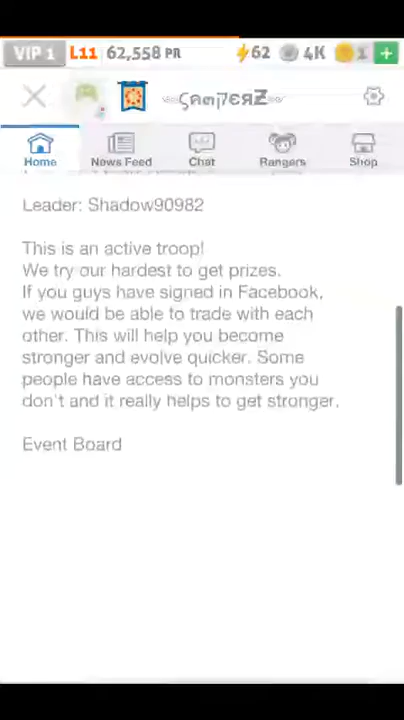 VIP 1 L11 62,558 PR 62 4K 1 +
Home News Feed Chat Rangers Shop
Leader: Shadow90982
This is an active troop!
We try our hardest to get prizes.
If you guys have signed in Facebook,
we would be able to trade with each
other. This will help you become
stronger and evolve quicker. Some
people have access to monsters you
don't and it really helps to get stronger.
Event Board